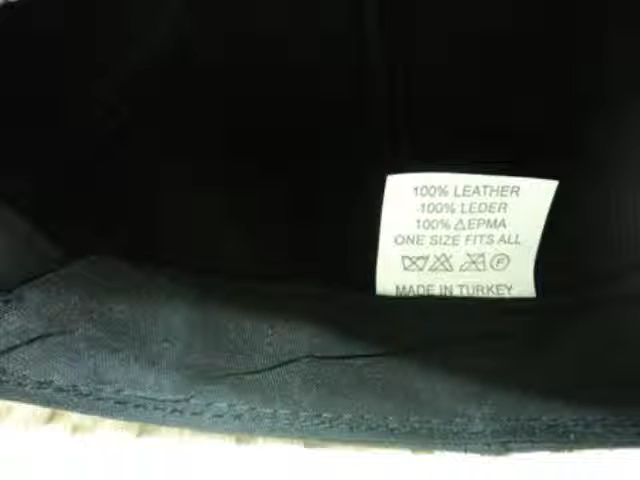 100% LEATHER
100% LEDER
100% ΔΕΡΜΑ
ONE SIZE FITS ALL
F
MADE IN TURKEY